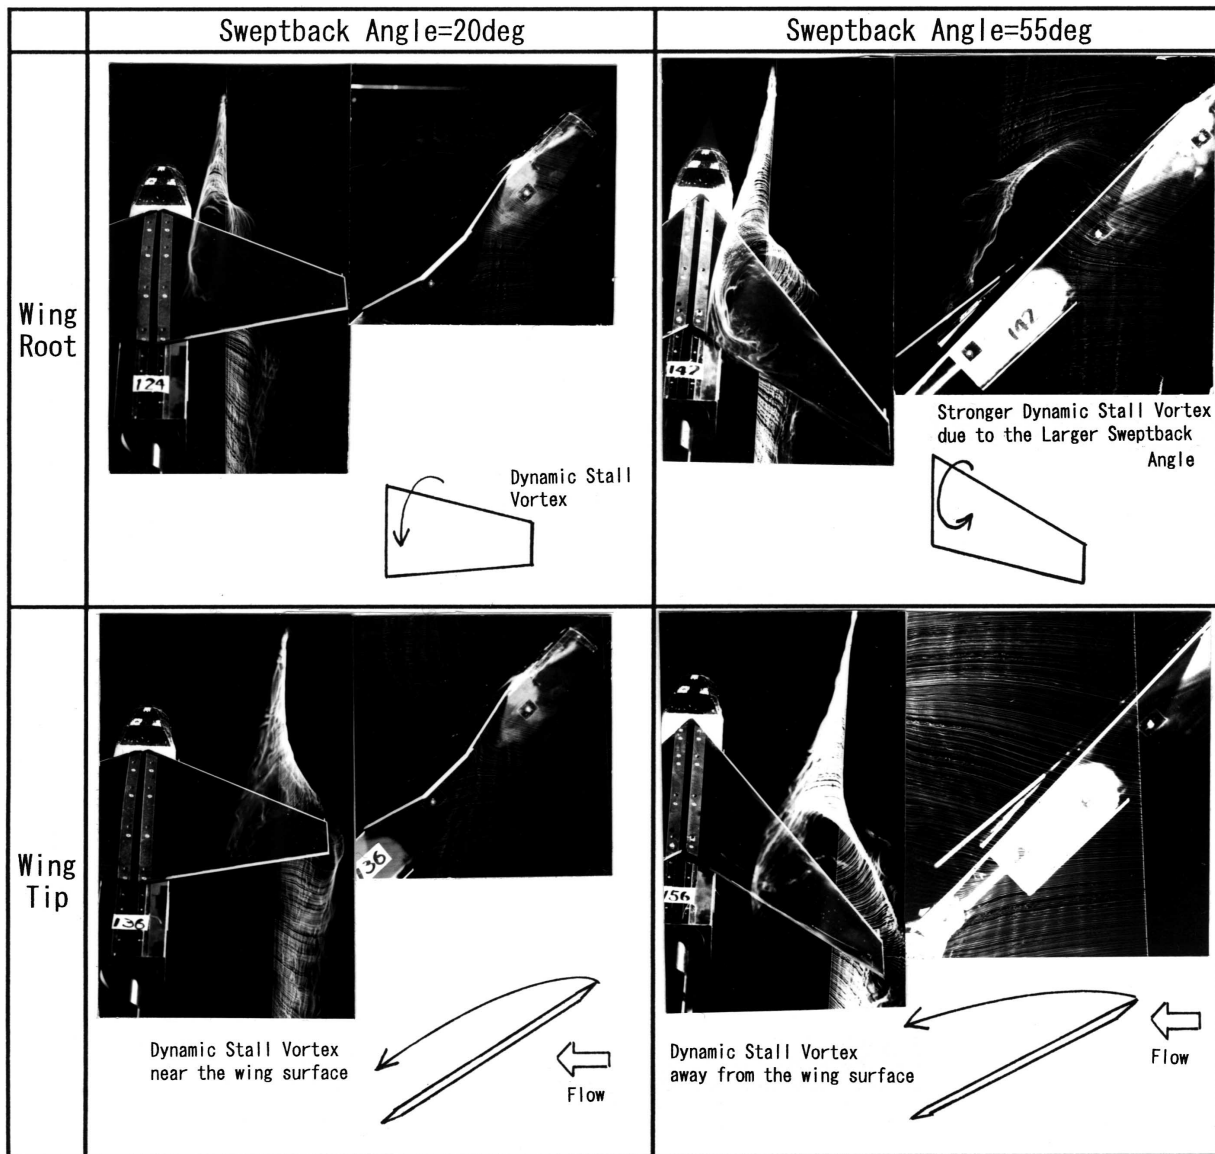 Sweptback Angle=20deg
Sweptback Angle=55deg
Wing
Root
124
147
147
Stronger Dynamic Stall Vortex
due to the Larger Sweptback
Angle
Dynamic Stall
Vortex
Wing
Tip
136
136
156
Dynamic Stall Vortex
near the wing surface
Flow
Dynamic Stall Vortex
away from the wing surface
Flow